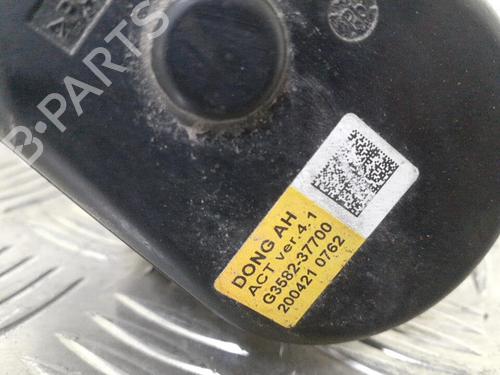 B-PARTS
DONG AH
ACT ver.4.1
G3582-37700
200421 0762